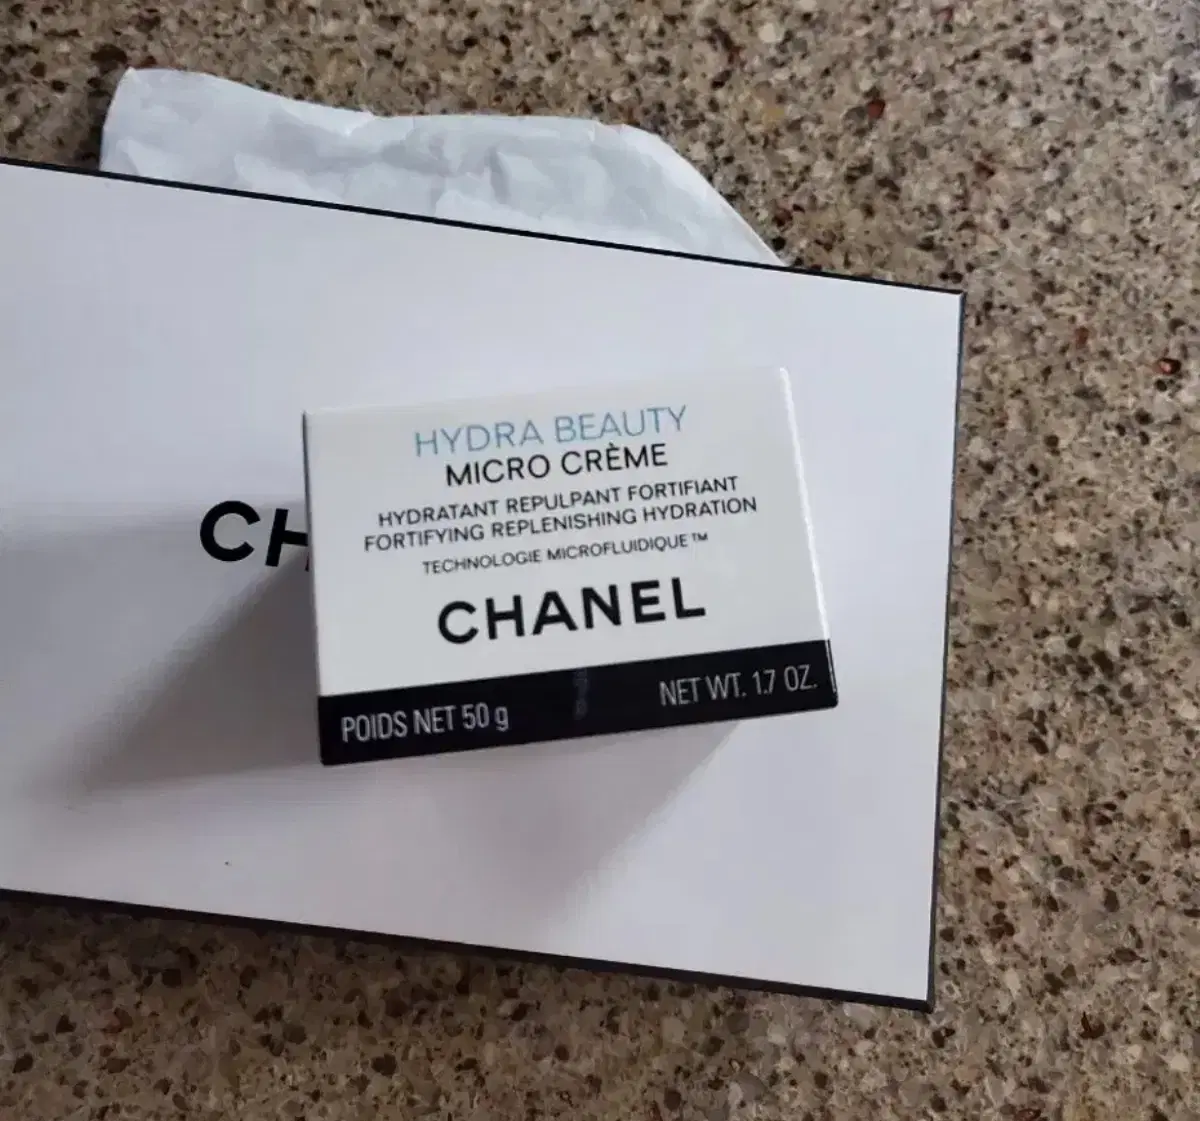 HYDRA BEAUTY
MICRO CRÈME
HYDRATANT REPULPANT FORTIFIANT
FORTIFYING REPLENISHING HYDRATION
TECHNOLOGIE MICROFLUIDIQUE™
CHANEL
POIDS NET 50 g NET WT. 1.7 OZ.
CH